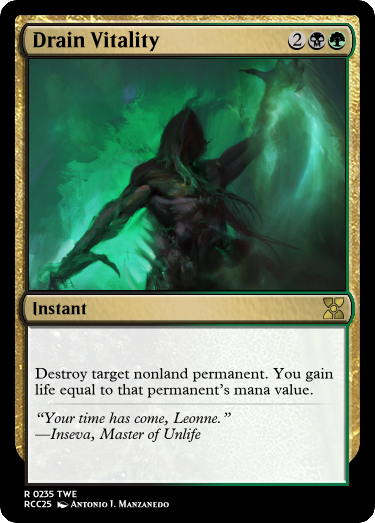 Drain Vitality 2
Instant
Destroy target nonland permanent. You gain
life equal to that permanent's mana value.
“Your time has come, Leonne.”
—Inseva, Master of Unlife
R 0235 TWE
RCC25 Antonio J. Manzanedo